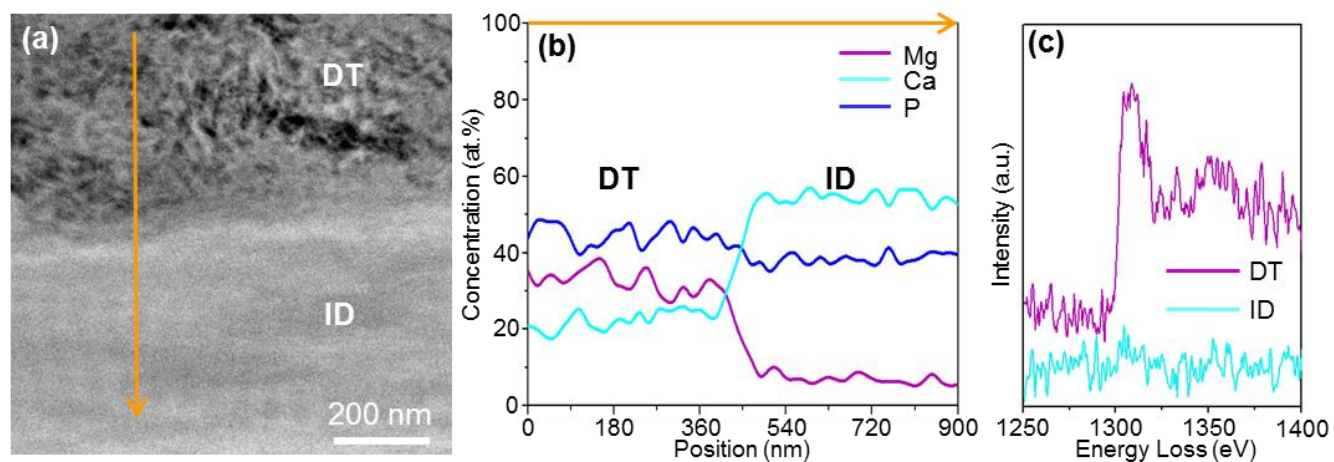 (a)
DT
ID
200 nm
(b)
Mg
Ca
P
DT
ID
Concentration (at.%)
100
80
60
40
20
0
0 180 360 540 720 900
Position (nm)
(c)
DT
ID
Intensity (a.u.)
1250 1300 1350 1400
Energy Loss (eV)